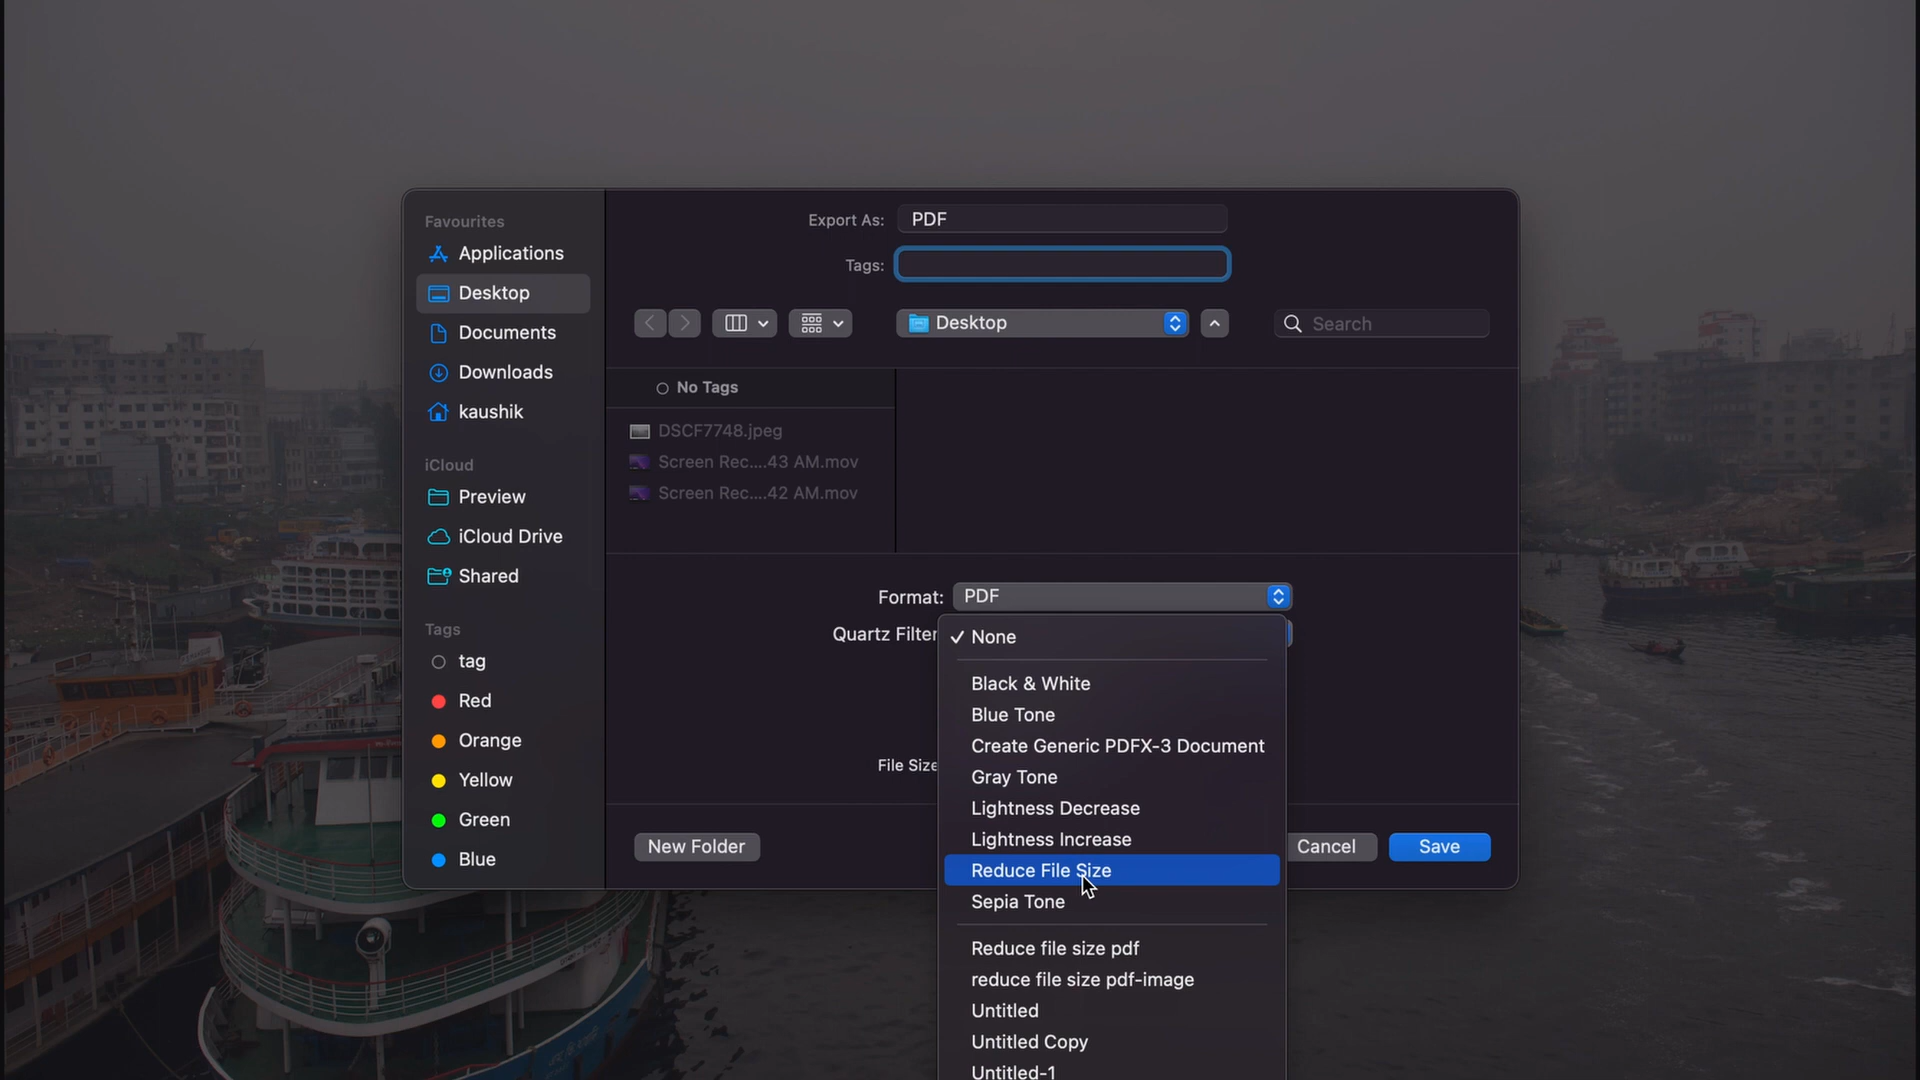 Favourites
Applications
Desktop
Documents
Downloads
kaushik
iCloud
Preview
iCloud Drive
Shared
Tags
tag
Red
Orange
Yellow
Green
Blue
Export As: PDF
Tags:
Desktop
Search
No Tags
DSCF7748.jpeg
Screen Rec....43 AM.mov
Screen Rec....42 AM.mov
Format: PDF
Quartz Filter
None
Black & White
Blue Tone
Create Generic PDFX-3 Document
Gray Tone
Lightness Decrease
Lightness Increase
Reduce File Size
Sepia Tone
Reduce file size pdf
reduce file size pdf-image
Untitled
Untitled Copy
Untitled-1
File Size
New Folder
Cancel
Save